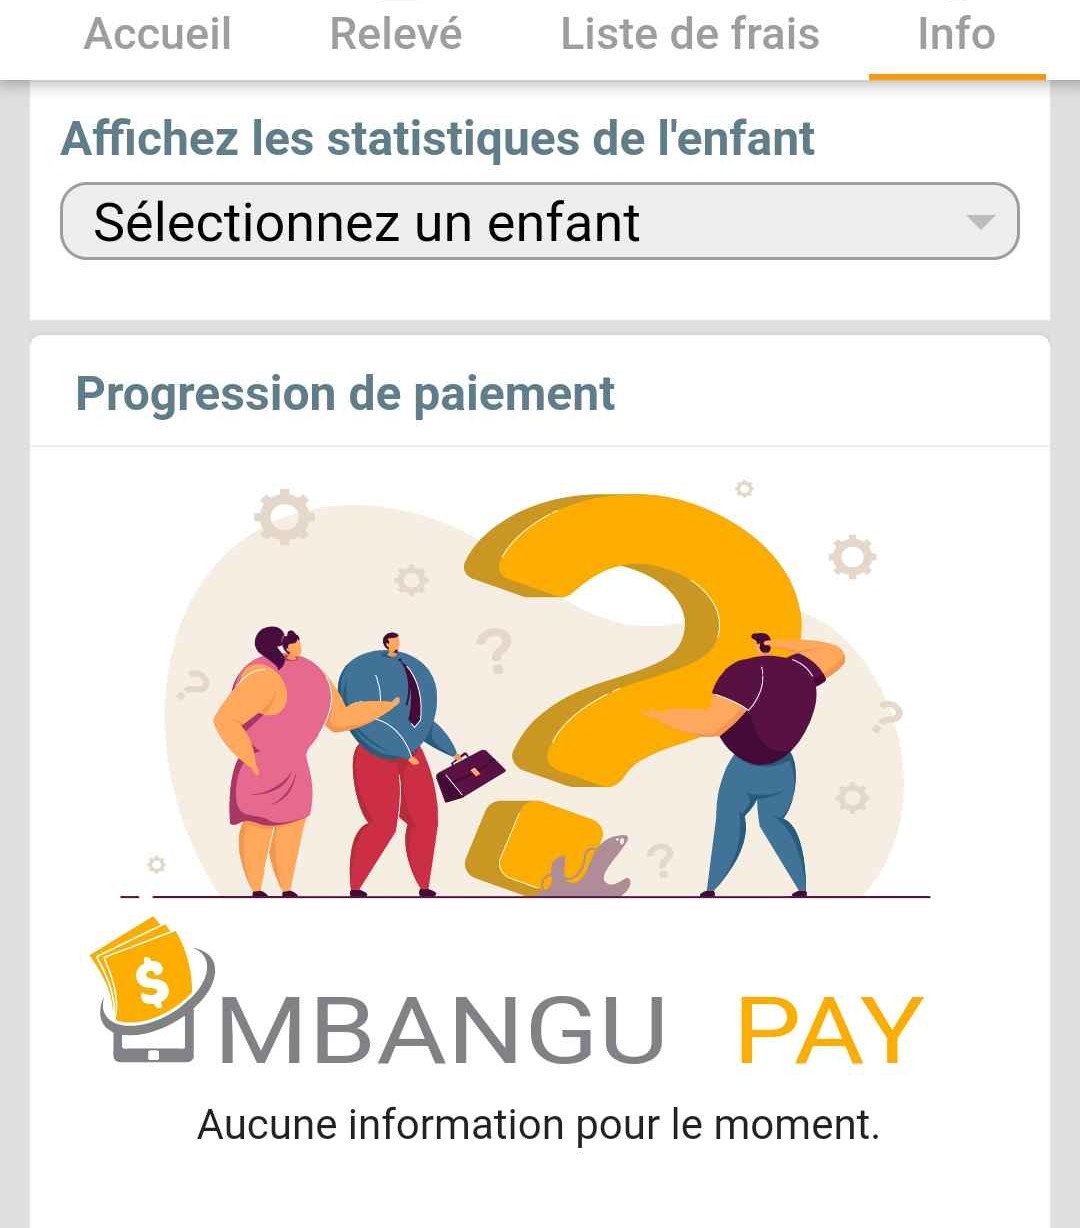 Accueil Relevé Liste de frais Info
Affichez les statistiques de l'enfant
Sélectionnez un enfant
Progression de paiement
? ? ? ? ?
$
MBANGU PAY
Aucune information pour le moment.